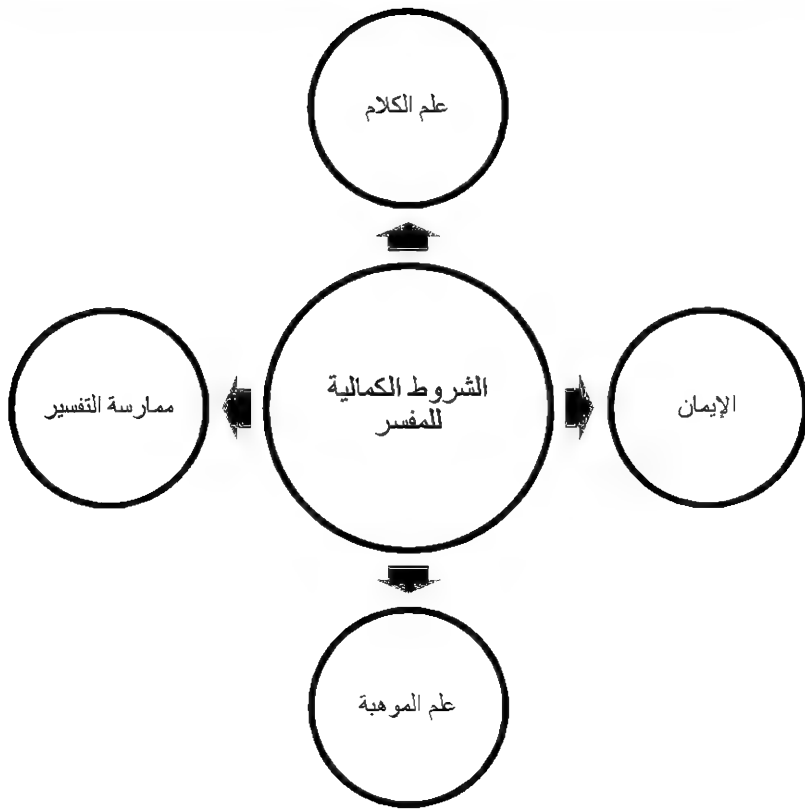 علم الكلام
الشروط الكمالية
للمفسر
الإيمان
ممارسة التفسير
علم الموهبة